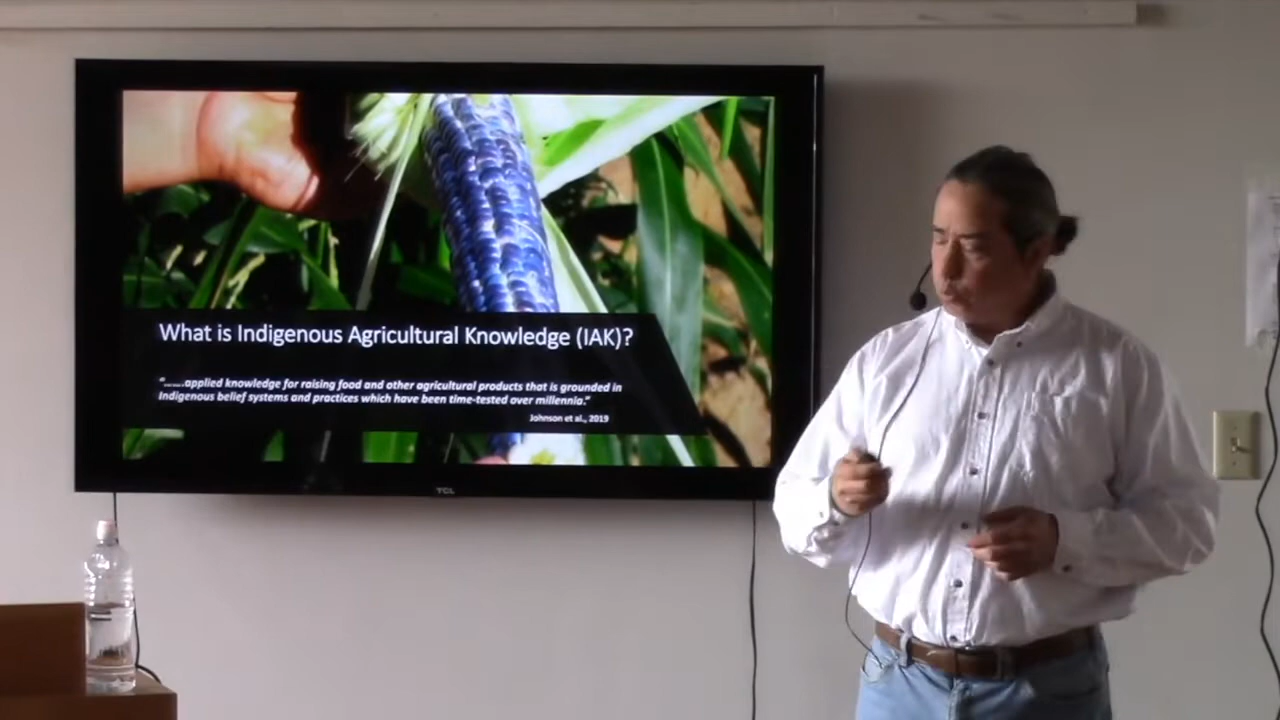 What is Indigenous Agricultural Knowledge (IAK)?
"…….applied knowledge for raising food and other agricultural products that is grounded in
Indigenous belief systems and practices which have been time-tested over millennia."
Johnson et al., 2019
TCL